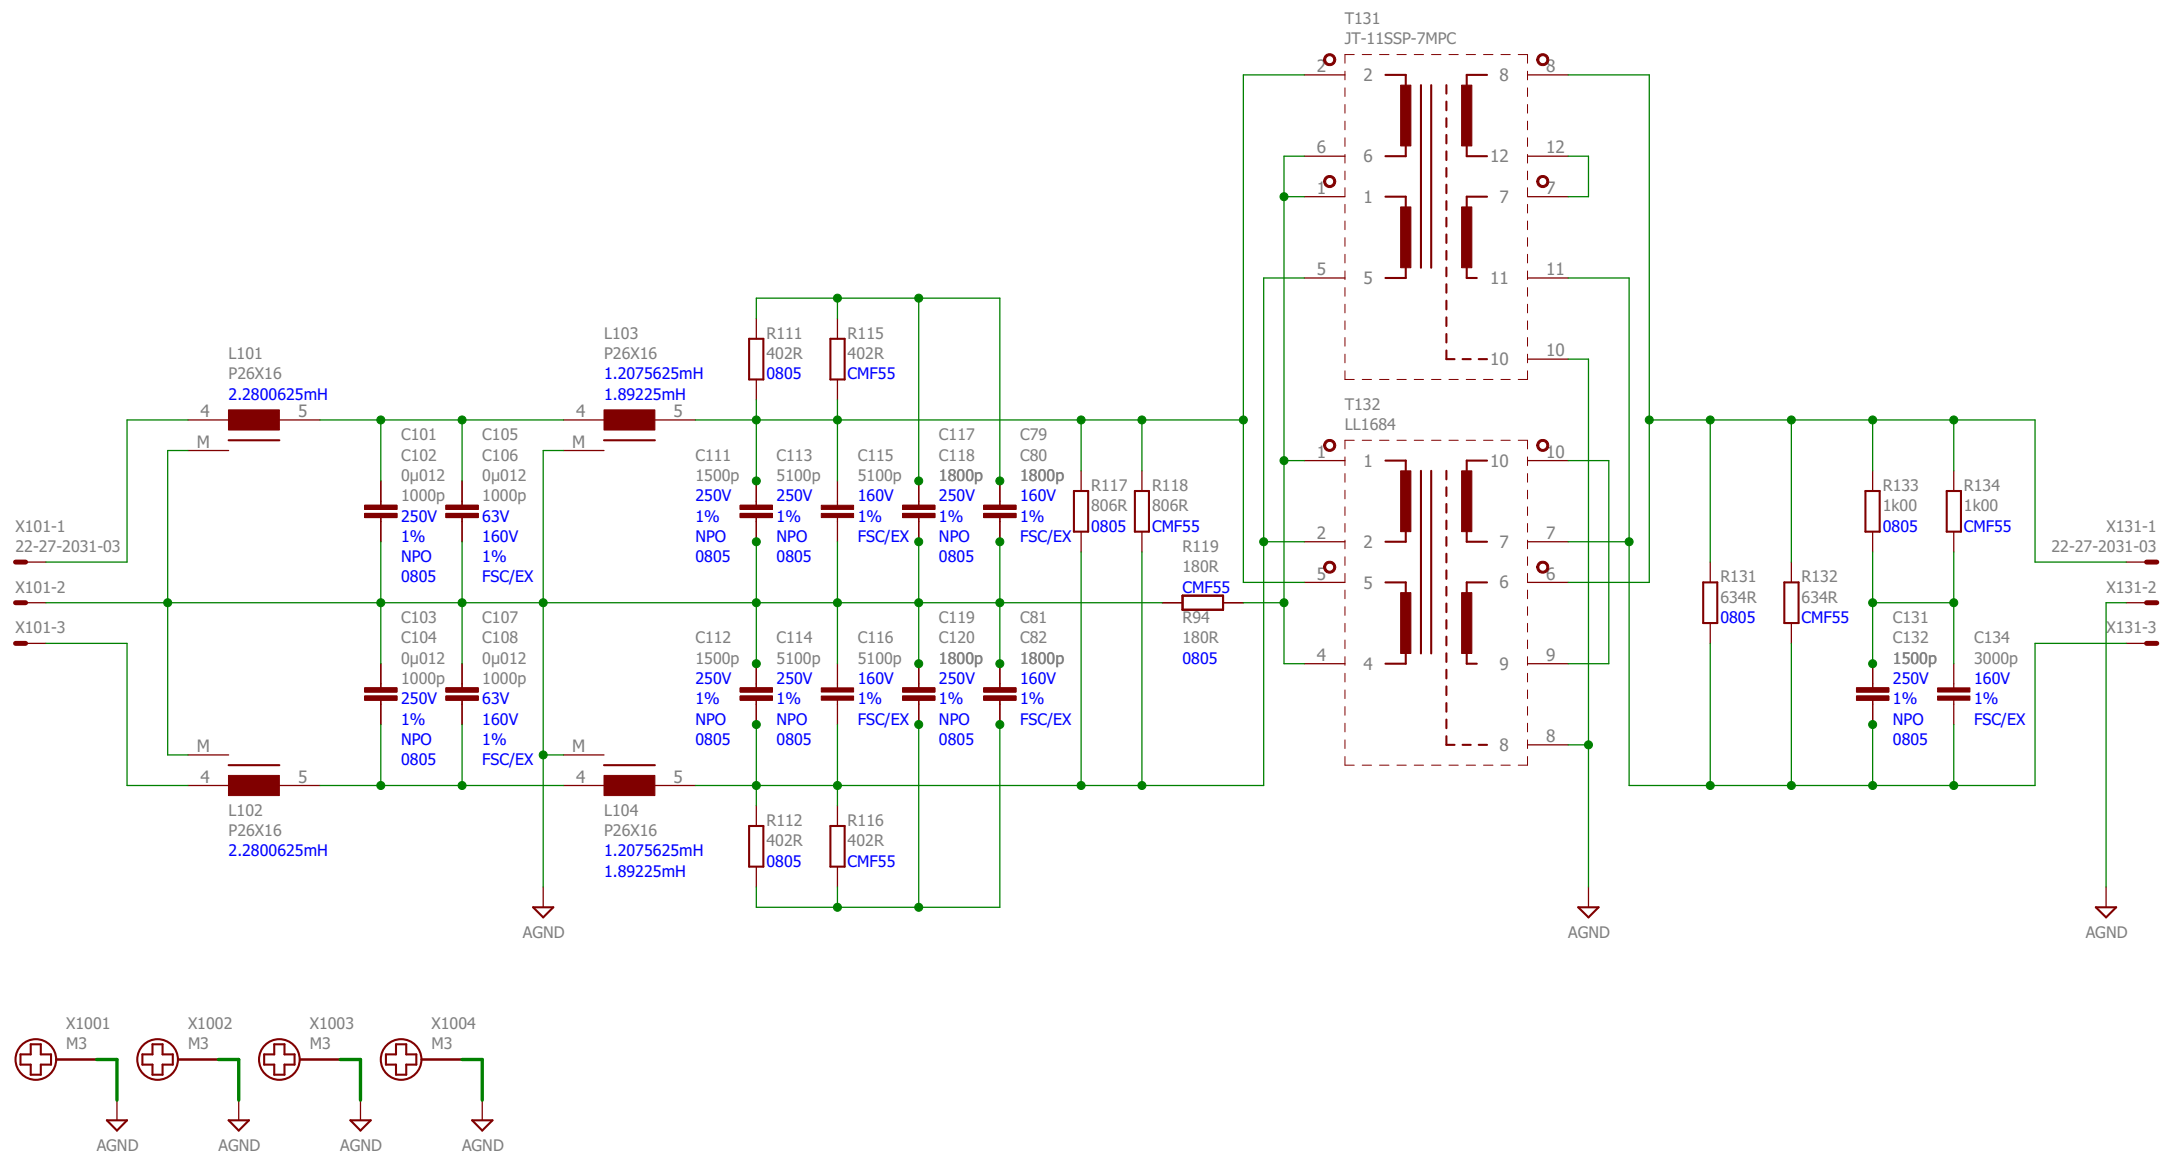 T131
JT-11SSP-7MPC
2
2
8
8
6
6
12
12
1
1
7
7
5
5
11
11
10
10
T132
LL1684
1
1
10
10
2
2
7
7
5
5
6
6
4
4
9
9
8
8
L101
P26X16
2.2800625mH
4
5
M
L103
P26X16
1.2075625mH
1.89225mH
4
5
M
R111
402R
0805
R115
402R
CMF55
C101
C102
0µ012
1000p
250V
1%
NPO
0805
C105
C106
0µ012
1000p
63V
160V
1%
FSC/EX
C111
1500p
250V
1%
NPO
0805
C113
5100p
250V
1%
NPO
0805
C115
5100p
160V
1%
FSC/EX
C117
C118
1800p
250V
1%
NPO
0805
C79
C80
1800p
160V
1%
FSC/EX
R117
806R
0805
R118
806R
CMF55
R119
180R
CMF55
R94
180R
0805
X101-1
22-27-2031-03
X101-2
X101-3
C103
C104
0µ012
1000p
250V
1%
NPO
0805
C107
C108
0µ012
1000p
63V
160V
1%
FSC/EX
C112
1500p
250V
1%
NPO
0805
C114
5100p
250V
1%
NPO
0805
C116
5100p
160V
1%
FSC/EX
C119
C120
1800p
250V
1%
NPO
0805
C81
C82
1800p
160V
1%
FSC/EX
M
4
5
L102
P26X16
2.2800625mH
M
4
5
L104
P26X16
1.2075625mH
1.89225mH
R112
402R
0805
R116
402R
CMF55
R131
634R
0805
R132
634R
CMF55
R133
1k00
0805
R134
1k00
CMF55
C131
C132
1500p
250V
1%
NPO
0805
C134
3000p
160V
1%
FSC/EX
X131-1
22-27-2031-03
X131-2
X131-3
AGND
AGND
AGND
X1001
M3
X1002
M3
X1003
M3
X1004
M3
AGND
AGND
AGND
AGND